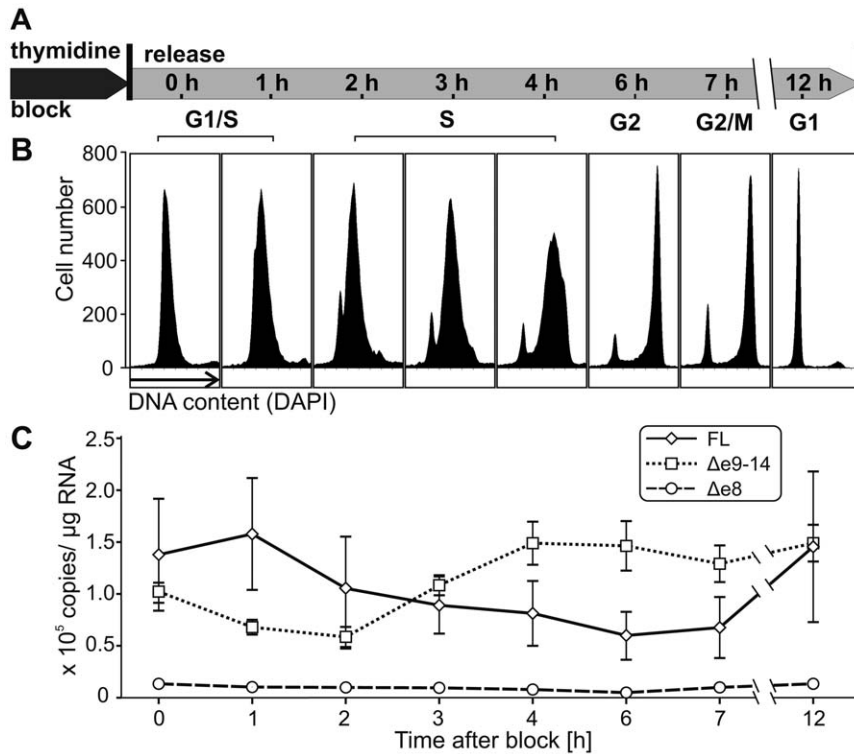 A
thymidine
block
release
0 h 1 h 2 h 3 h 4 h 6 h 7 h 12 h
G1/S S G2 G2/M G1
B
Cell number
800
600
400
200
0
DNA content (DAPI)
C
x 10⁵ copies/ µg RNA
2.5
2.0
1.5
1.0
0.5
0
FL
Δe9-14
Δe8
0 1 2 3 4 6 7 12
Time after block [h]